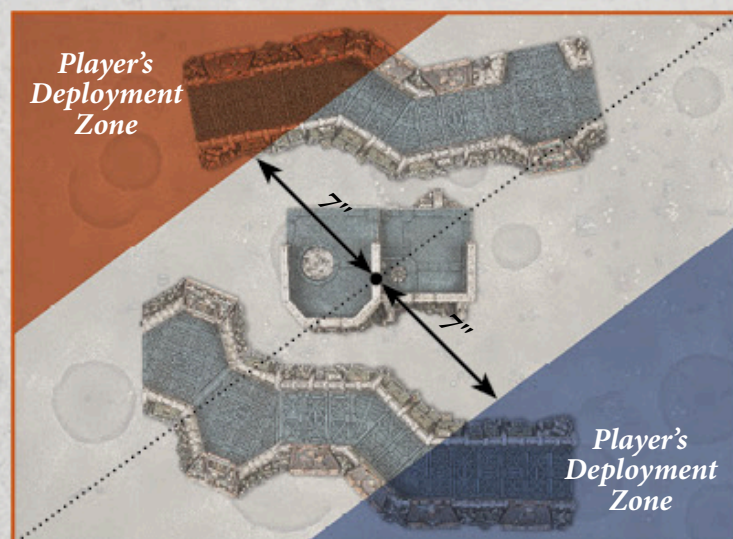 Player’s
Deployment
Zone
7"
7"
Player’s
Deployment
Zone